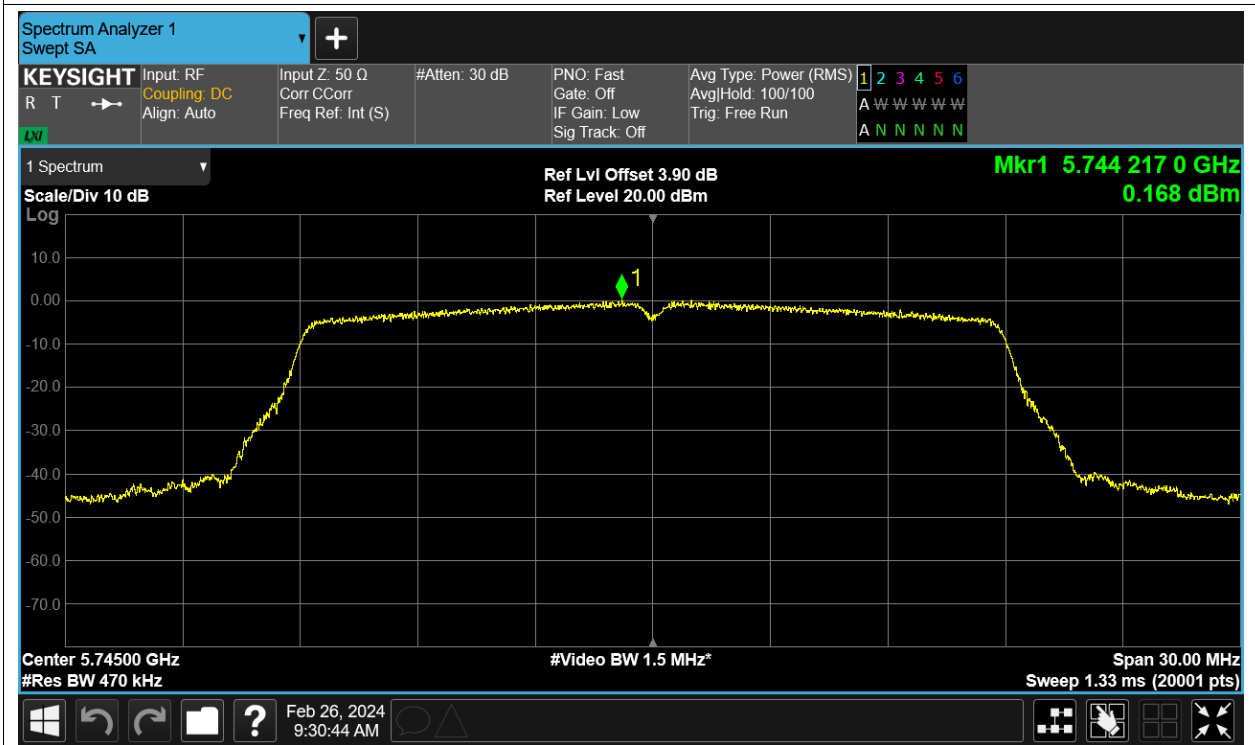 Spectrum Analyzer 1
Swept SA
KEYSIGHT
R T
LXI
Input: RF
Coupling: DC
Align: Auto
Input Z: 50 Ω
Corr CCorr
Freq Ref: Int (S)
#Atten: 30 dB
PNO: Fast
Gate: Off
IF Gain: Low
Sig Track: Off
Avg Type: Power (RMS)
Avg|Hold: 100/100
Trig: Free Run
1 2 3 4 5 6
A W W W W W
A N N N N N
1 Spectrum
Scale/Div 10 dB
Log
Ref Lvl Offset 3.90 dB
Ref Level 20.00 dBm
Mkr1 5.744 217 0 GHz
0.168 dBm
1
10.0
0.00
-10.0
-20.0
-30.0
-40.0
-50.0
-60.0
-70.0
Center 5.74500 GHz
#Video BW 1.5 MHz*
Span 30.00 MHz
#Res BW 470 kHz
Sweep 1.33 ms (20001 pts)
?
Feb 26, 2024
9:30:44 AM